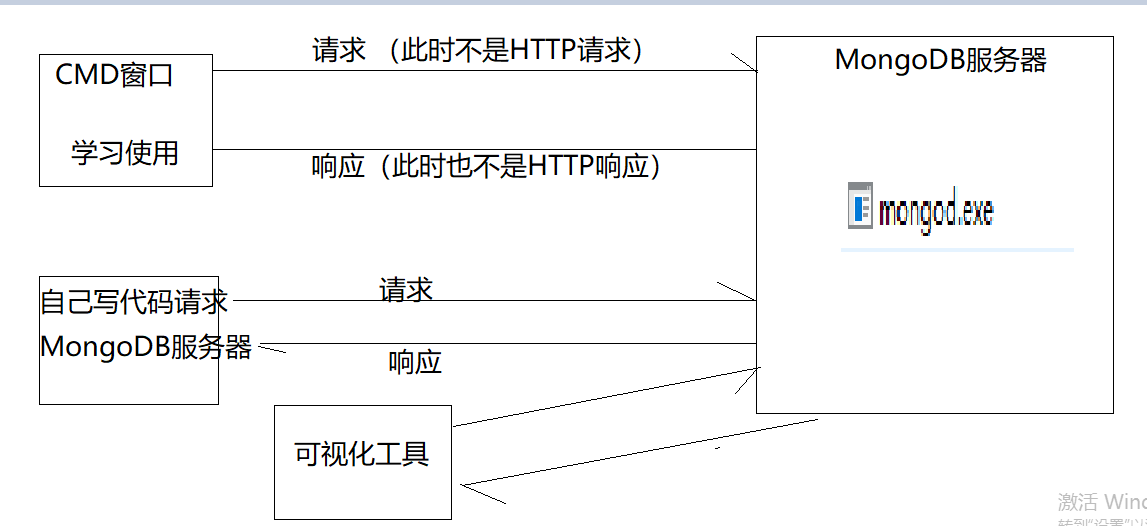 请求 （此时不是HTTP请求）
CMD窗口
学习使用
响应（此时也不是HTTP响应）
MongoDB服务器
mongod.exe
自己写代码请求
MongoDB服务器
请求
响应
可视化工具
激活 Wind
转到"设置"以